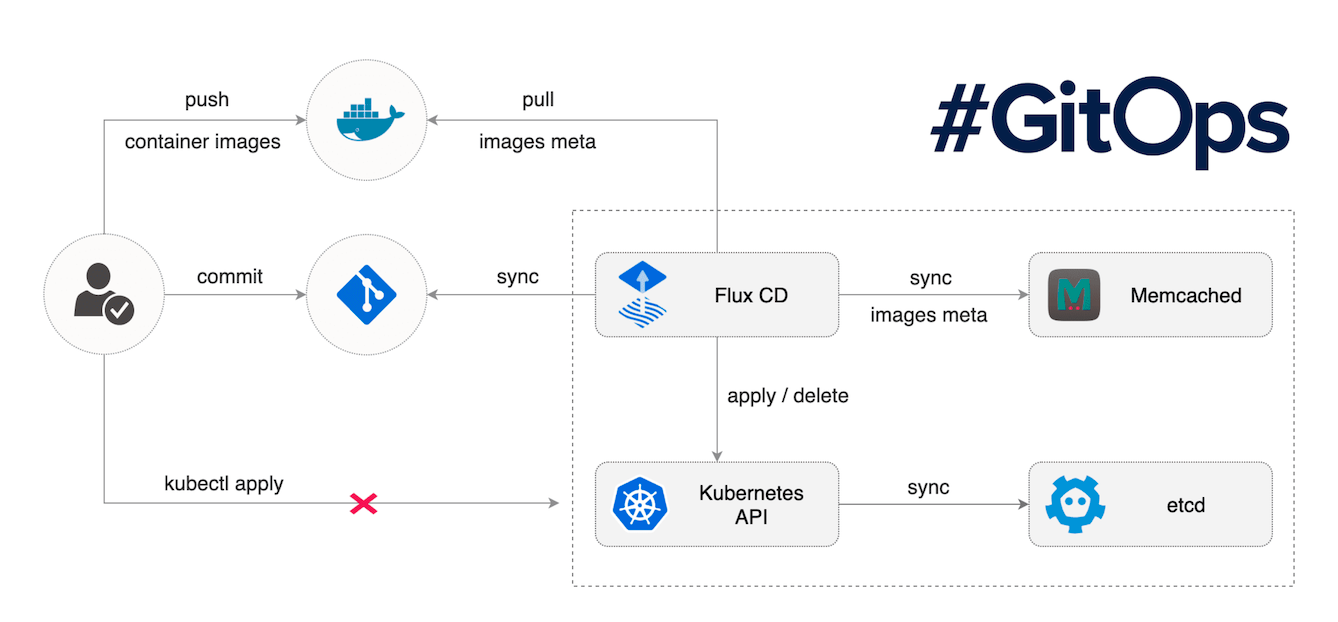 #GitOps
push
container images
pull
images meta
commit
sync
Flux CD
sync
images meta
Memcached
apply / delete
kubectl apply
Kubernetes
API
sync
etcd